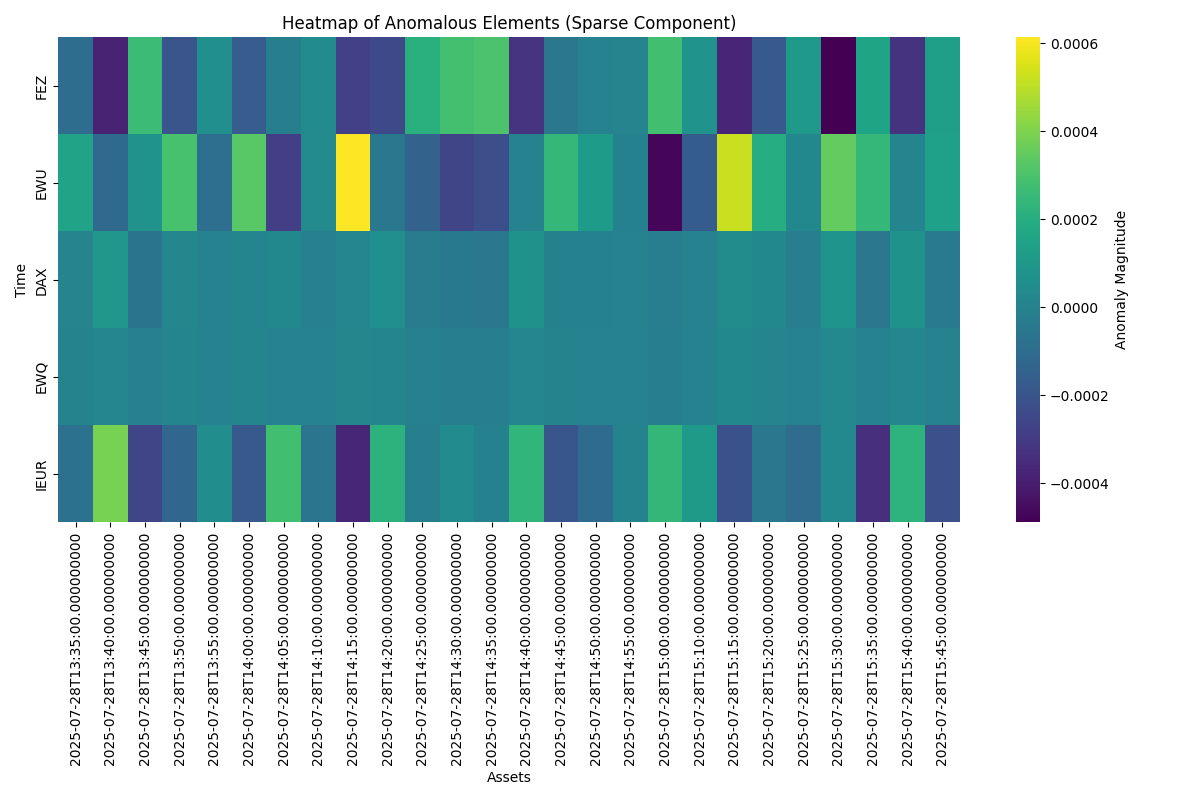 Heatmap of Anomalous Elements (Sparse Component)
Time
FEZ
EWU
DAX
EWQ
IEUR
2025-07-28T13:35:00.000000000
2025-07-28T13:40:00.000000000
2025-07-28T13:45:00.000000000
2025-07-28T13:50:00.000000000
2025-07-28T13:55:00.000000000
2025-07-28T14:00:00.000000000
2025-07-28T14:05:00.000000000
2025-07-28T14:10:00.000000000
2025-07-28T14:15:00.000000000
2025-07-28T14:20:00.000000000
2025-07-28T14:25:00.000000000
2025-07-28T14:30:00.000000000
2025-07-28T14:35:00.000000000
2025-07-28T14:40:00.000000000
2025-07-28T14:45:00.000000000
2025-07-28T14:50:00.000000000
2025-07-28T14:55:00.000000000
2025-07-28T15:00:00.000000000
2025-07-28T15:10:00.000000000
2025-07-28T15:15:00.000000000
2025-07-28T15:20:00.000000000
2025-07-28T15:25:00.000000000
2025-07-28T15:30:00.000000000
2025-07-28T15:35:00.000000000
2025-07-28T15:40:00.000000000
2025-07-28T15:45:00.000000000
Assets
0.0006
0.0004
0.0002
0.0000
−0.0002
−0.0004
Anomaly Magnitude